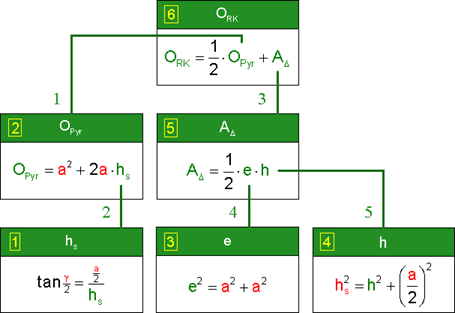 6 O_RK
O_RK = 1/2 · O_Pyr + A_Δ
1
3
2 O_Pyr
O_Pyr = a² + 2a · h_s
5 A_Δ
A_Δ = 1/2 · e · h
2
4
5
1 h_s
tan γ/2 = (a/2)/h_s
3 e
e² = a² + a²
4 h
h_s² = h² + (a/2)²